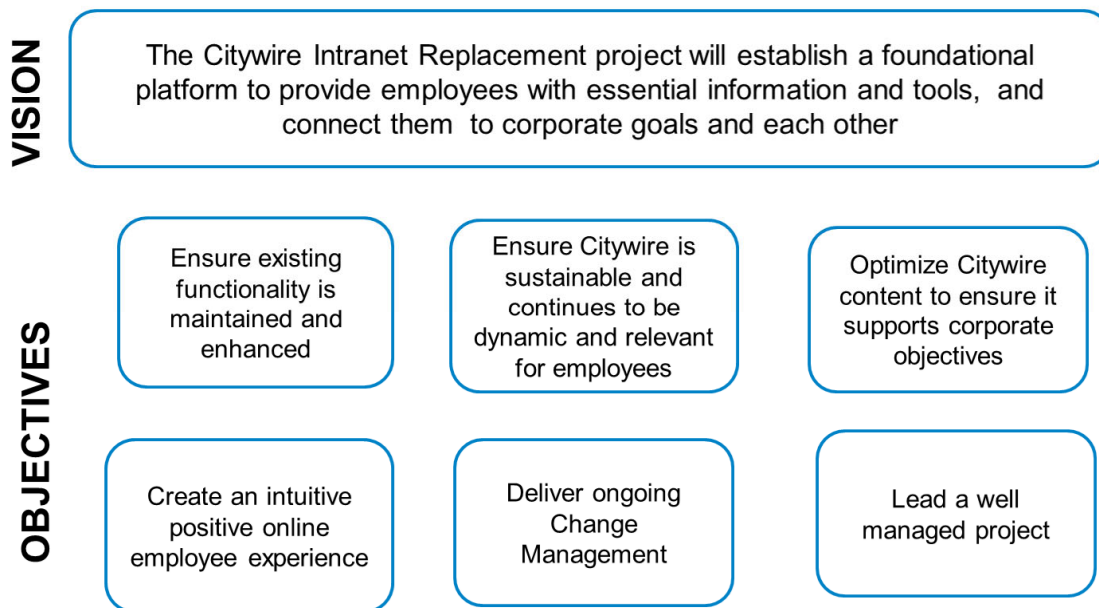 VISION
The Citywire Intranet Replacement project will establish a foundational
platform to provide employees with essential information and tools, and
connect them to corporate goals and each other
OBJECTIVES
Ensure existing
functionality is
maintained and
enhanced
Ensure Citywire is
sustainable and
continues to be
dynamic and relevant
for employees
Optimize Citywire
content to ensure it
supports corporate
objectives
Create an intuitive
positive online
employee experience
Deliver ongoing
Change
Management
Lead a well
managed project